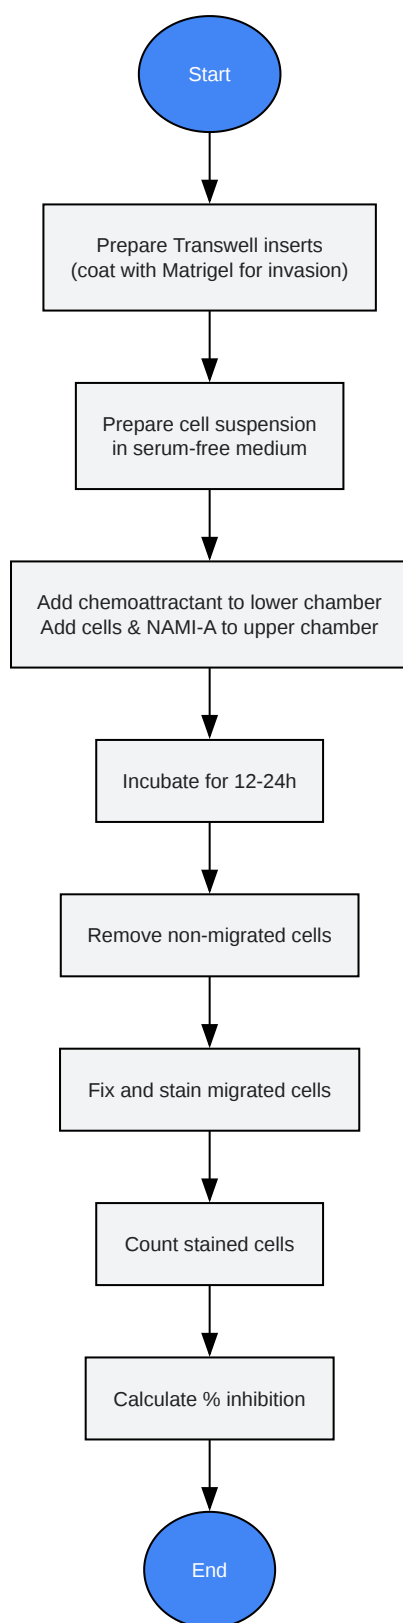 Start
Prepare Transwell inserts
(coat with Matrigel for invasion)
Prepare cell suspension
in serum-free medium
Add chemoattractant to lower chamber
Add cells & NAMI-A to upper chamber
Incubate for 12-24h
Remove non-migrated cells
Fix and stain migrated cells
Count stained cells
Calculate % inhibition
End